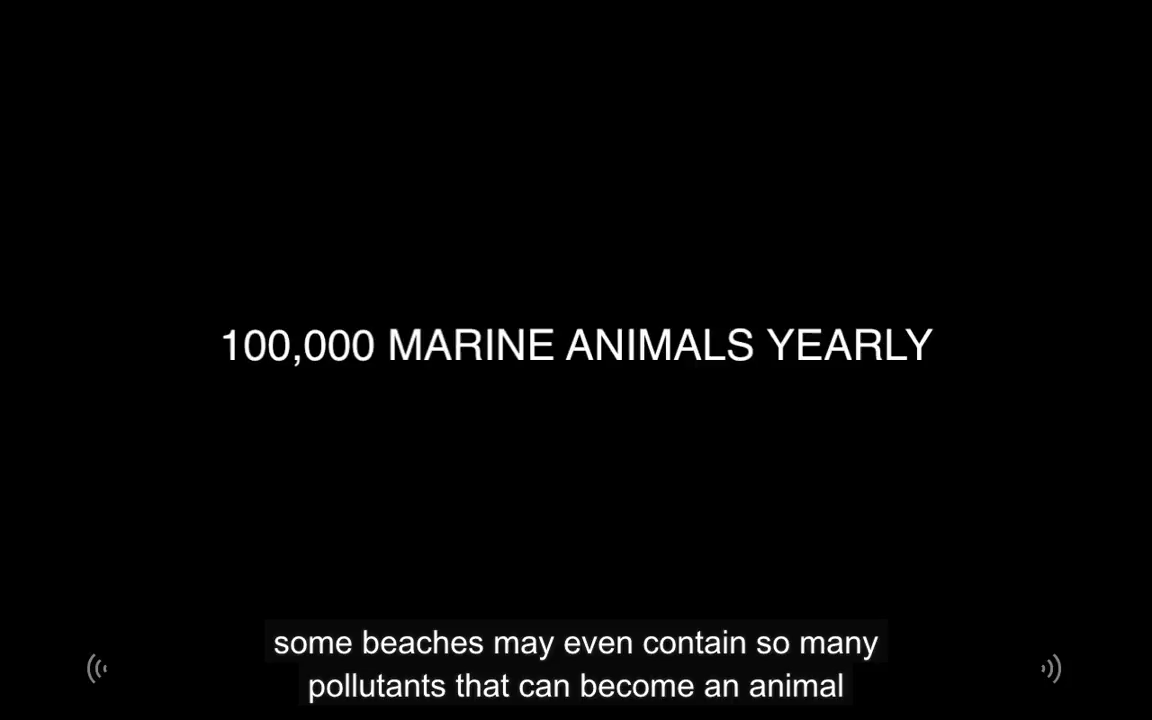 100,000 MARINE ANIMALS YEARLY
some beaches may even contain so many
pollutants that can become an animal